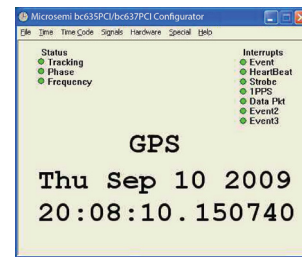 Microsemi bc635PCI/bc637PCI Configurator
File Time Time Code Signals Hardware Special Help
Status
Tracking
Phase
Frequency
Interrupts
Event
HeartBeat
Strobe
1PPS
Data Pkt
Event2
Event3
GPS
Thu Sep 10 2009
20:08:10.150740